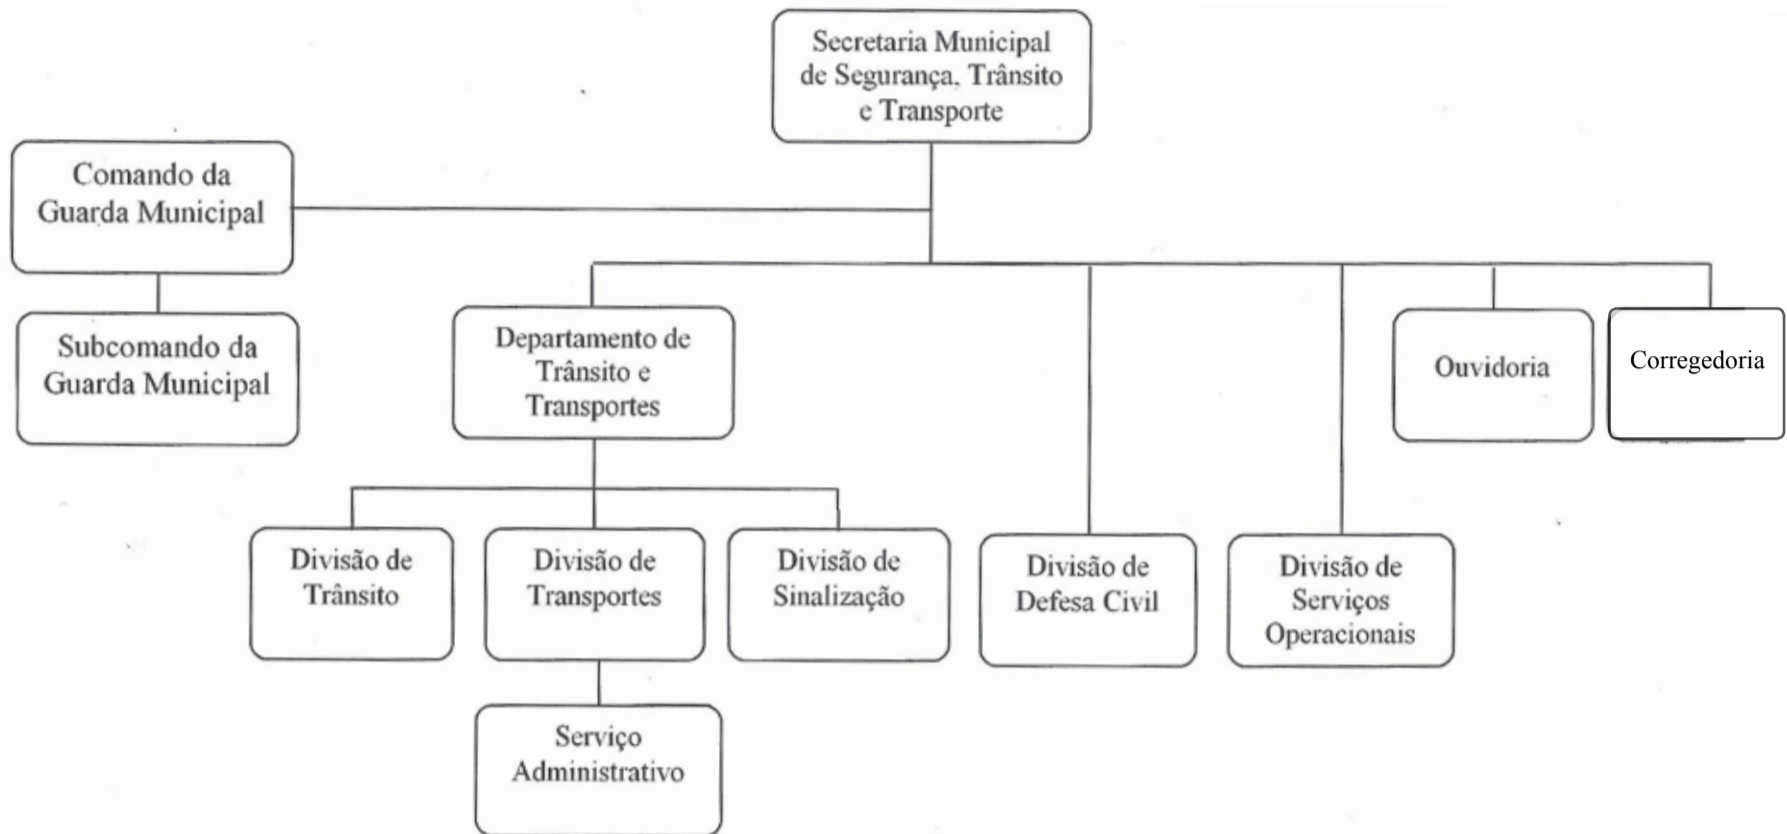 Secretaria Municipal
de Segurança, Trânsito
e Transporte
Comando da
Guarda Municipal
Subcomando da
Guarda Municipal
Departamento de
Trânsito e
Transportes
Ouvidoria
Corregedoria
Divisão de
Trânsito
Divisão de
Transportes
Divisão de
Sinalização
Divisão de
Defesa Civil
Divisão de
Serviços
Operacionais
Serviço
Administrativo